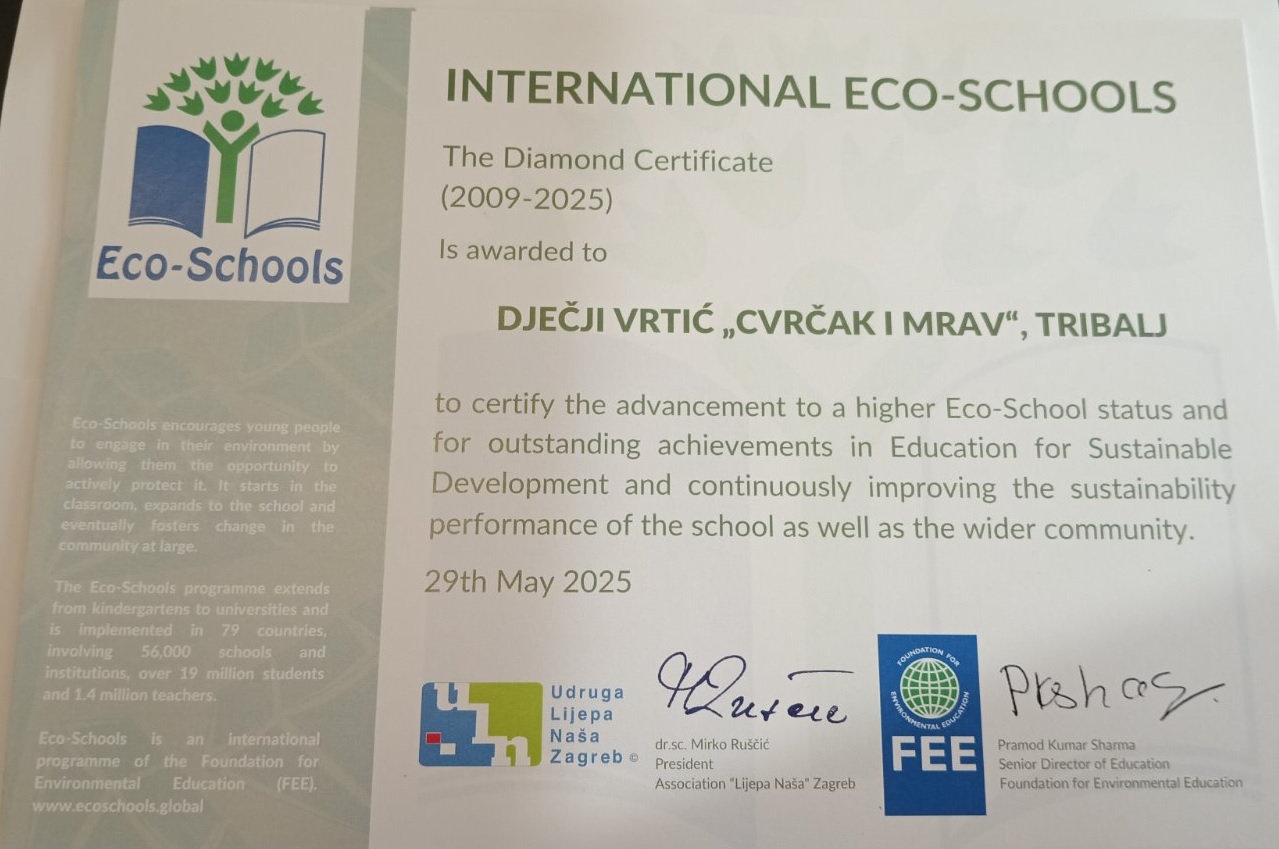 Eco-Schools
Eco-Schools encourages young people
to engage in their environment by
allowing them the opportunity to
actively protect it. It starts in the
classroom, expands to the school and
eventually fosters change in the
community at large.
The Eco-Schools programme extends
from kindergartens to universities and
is implemented in 79 countries,
involving 56,000 schools and
institutions, over 19 million students
and 1.4 million teachers.
Eco-Schools is an international
programme of the Foundation for
Environmental Education (FEE).
www.ecoschools.global
INTERNATIONAL ECO-SCHOOLS
The Diamond Certificate
(2009-2025)
Is awarded to
DJEČJI VRTIĆ „CVRČAK I MRAV“, TRIBALJ
to certify the advancement to a higher Eco-School status and
for outstanding achievements in Education for Sustainable
Development and continuously improving the sustainability
performance of the school as well as the wider community.
29th May 2025
uln
Udruga
Lijepa
Naša
Zagreb ©
dr.sc. Mirko Ruščić
President
Association "Lijepa Naša" Zagreb
FOUNDATION FOR
ENVIRONMENTAL EDUCATION
FEE
Pramod Kumar Sharma
Senior Director of Education
Foundation for Environmental Education